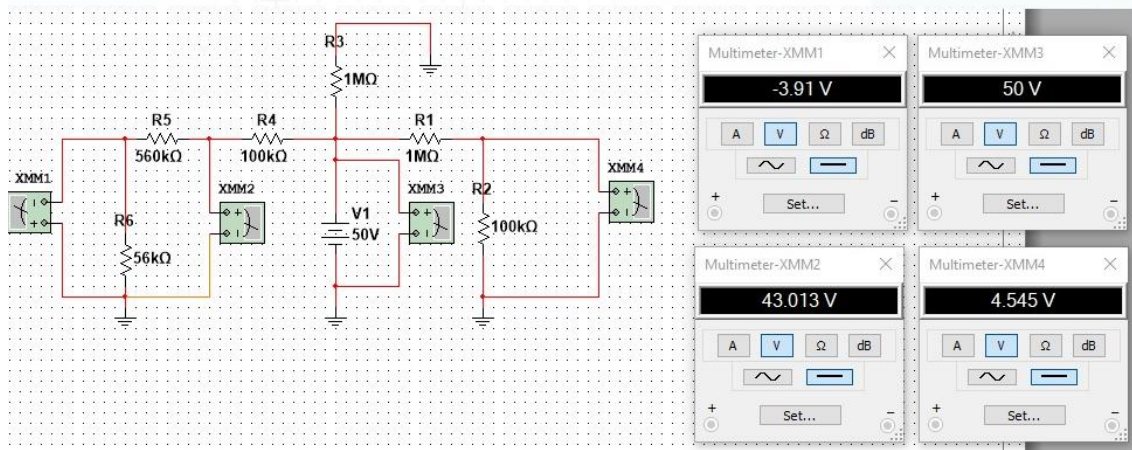 R3
1MΩ
R5
R4
R1
560kΩ
100kΩ
1MΩ
XMM1
XMM2
XMM3
XMM4
R2
R6
V1
50V
100kΩ
56kΩ
Multimeter-XMM1
-3.91 V
A V Ω dB
+ Set... −
Multimeter-XMM3
50 V
A V Ω dB
+ Set... −
Multimeter-XMM2
43.013 V
A V Ω dB
+ Set... −
Multimeter-XMM4
4.545 V
A V Ω dB
+ Set... −